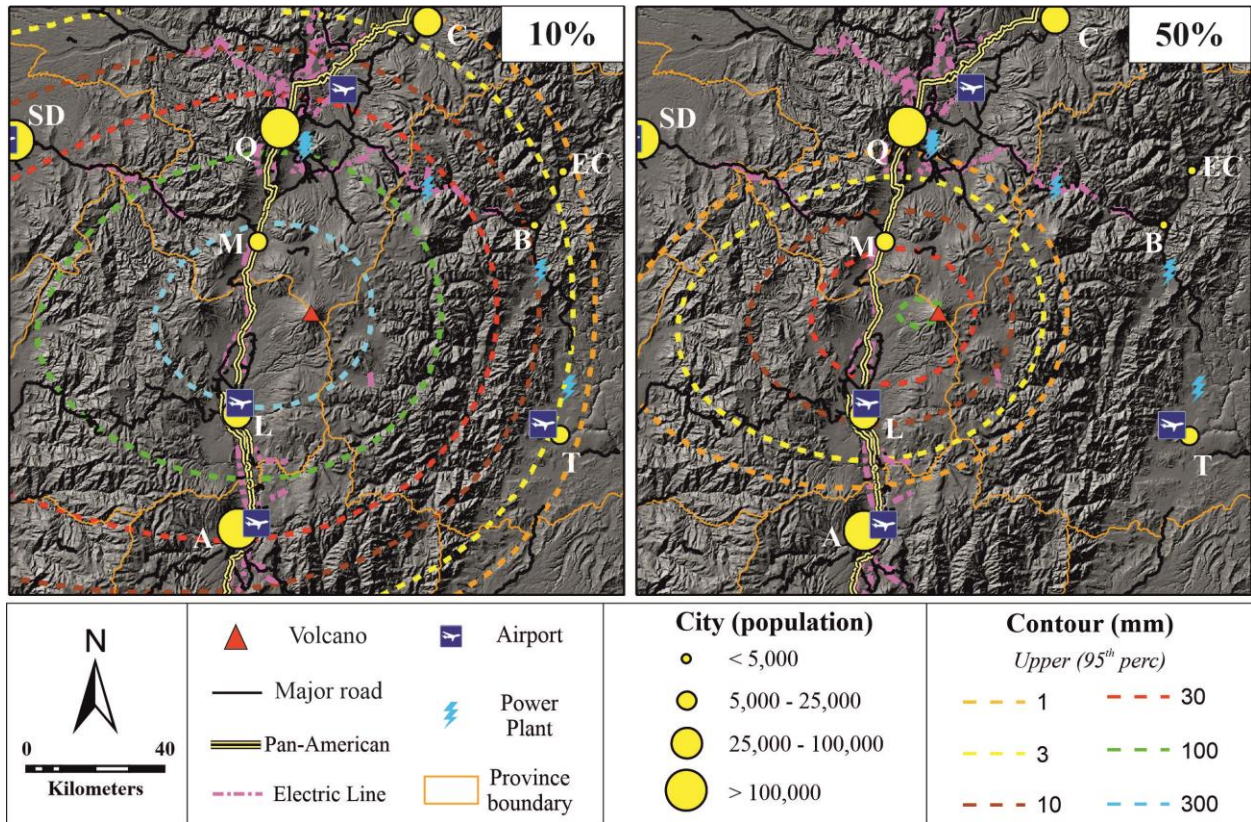 10%
C
SD
Q
EC
M
B
L
T
A
50%
C
SD
Q
EC
M
B
L
T
A
N
0 40
Kilometers
Volcano
Major road
Pan-American
Electric Line
Airport
Power
Plant
Province
boundary
City (population)
< 5,000
5,000 - 25,000
25,000 - 100,000
> 100,000
Contour (mm)
Upper (95th perc)
1
3
10
30
100
300